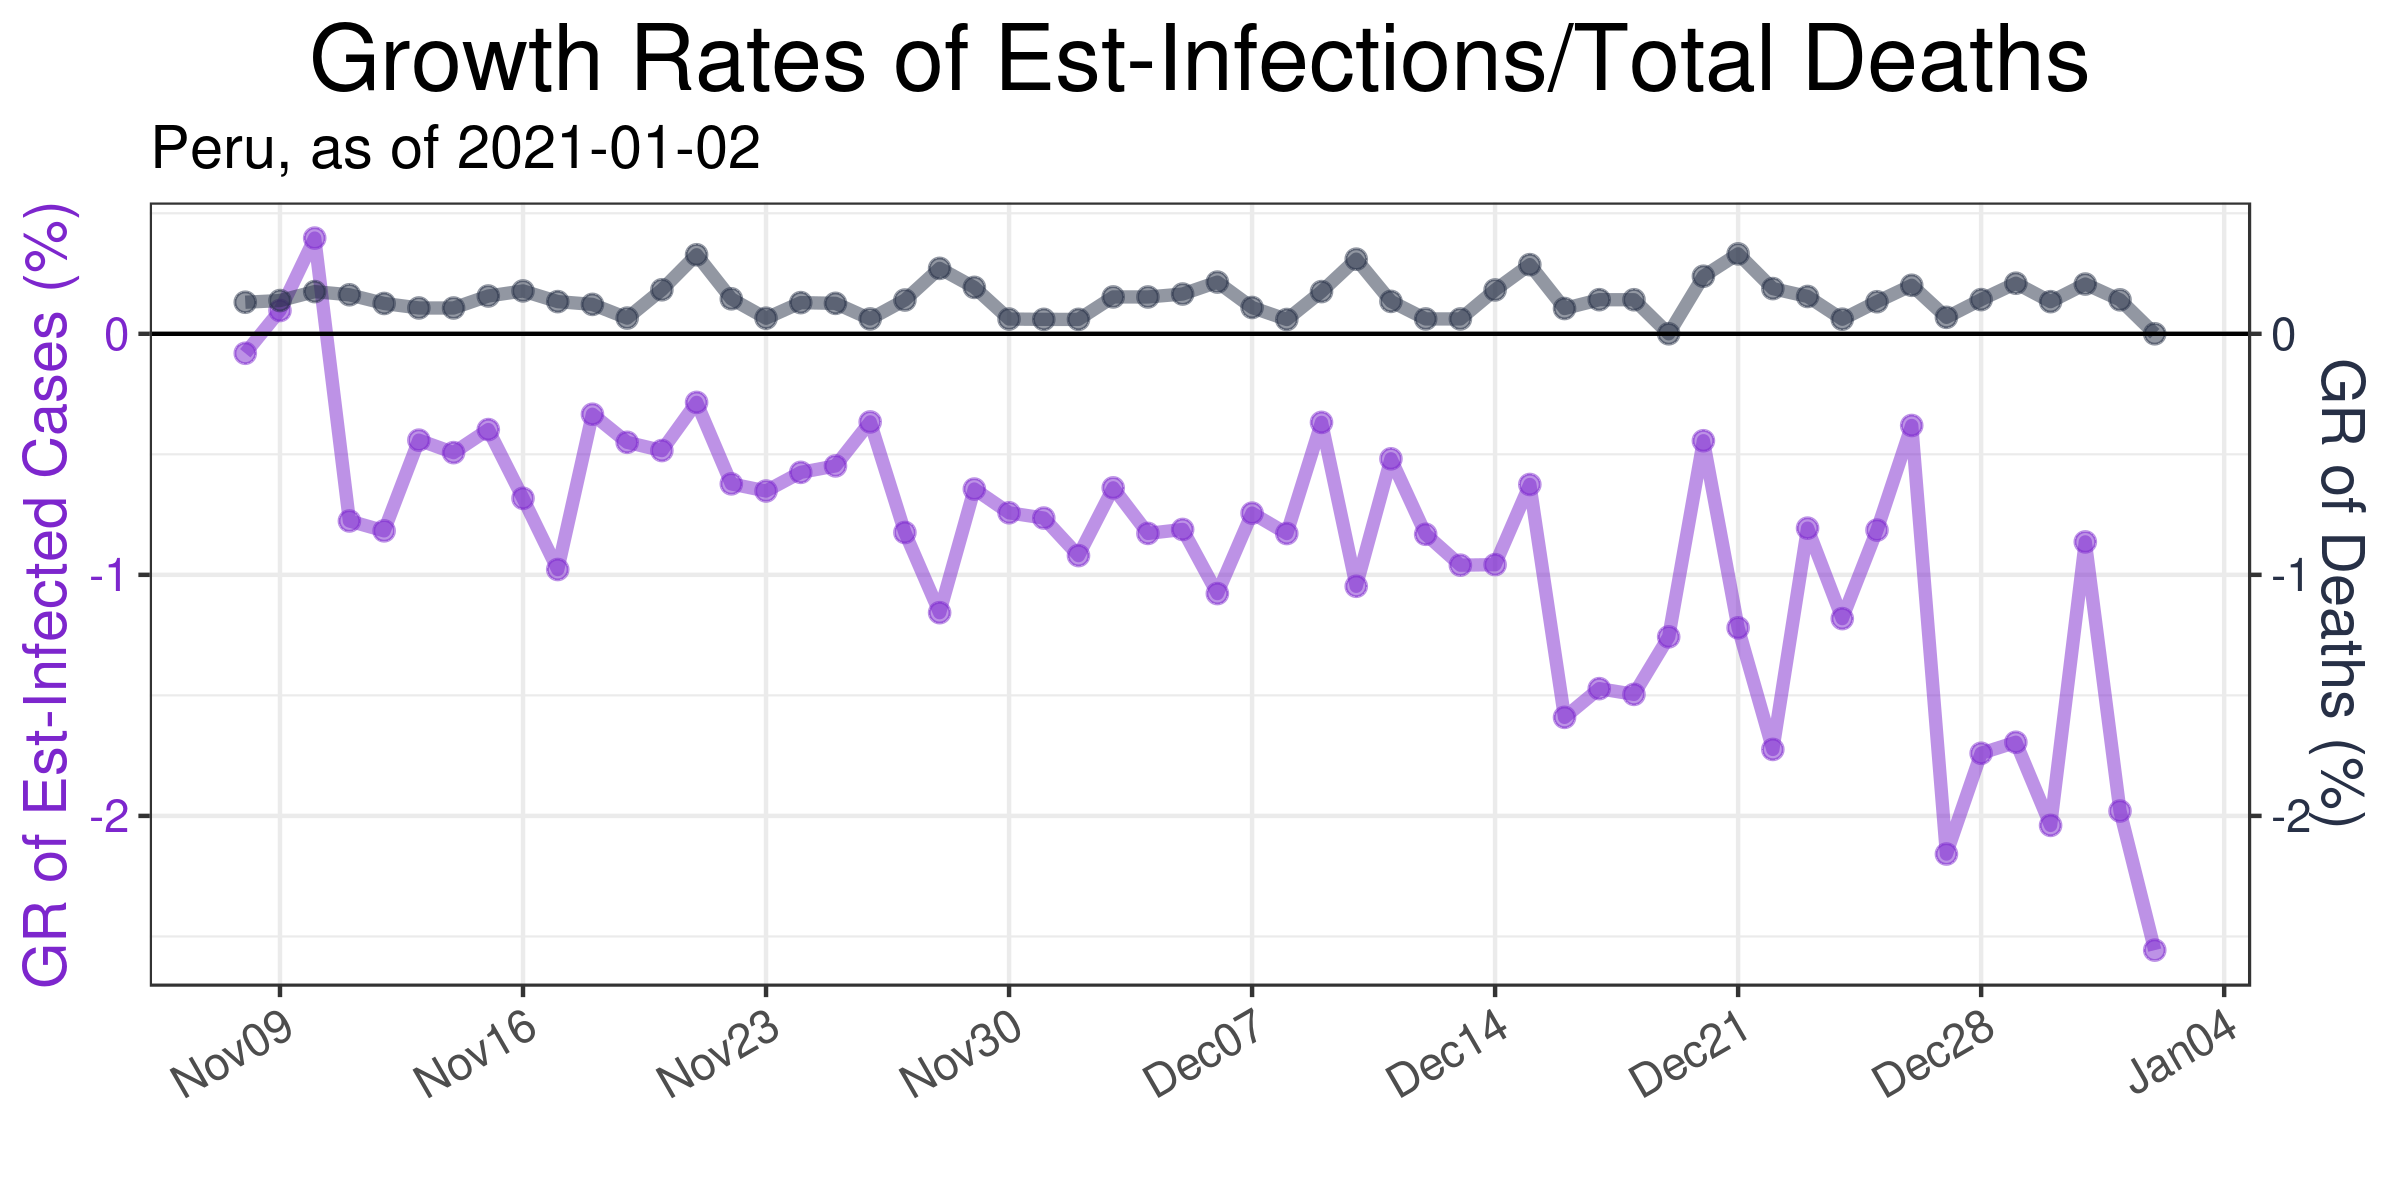 Growth Rates of Est-Infections/Total Deaths
Peru, as of 2021-01-02
GR of Est-Infected Cases (%)
0
-1
-2
0
-1
-2
GR of Deaths (%)
Nov09
Nov16
Nov23
Nov30
Dec07
Dec14
Dec21
Dec28
Jan04